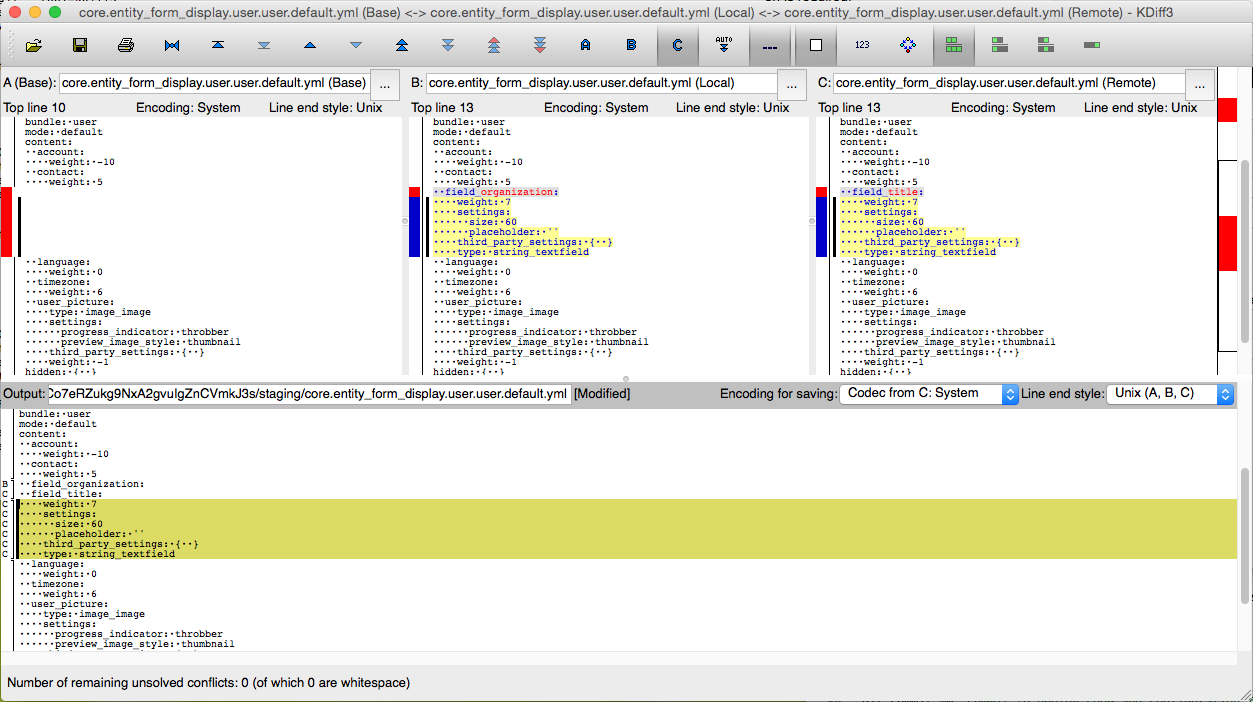 core.entity_form_display.user.user.default.yml (Base) <-> core.entity_form_display.user.user.default.yml (Local) <-> core.entity_form_display.user.user.default.yml (Remote) - KDiff3
A B C AUTO --- 123
A (Base): core.entity_form_display.user.user.default.yml (Base) ...
Top line 10 Encoding: System Line end style: Unix
bundle:·user
mode:·default
content:
··account:
····weight:·-10
··contact:
····weight:·5
··language:
····weight:·0
··timezone:
····weight:·6
··user_picture:
····type:·image_image
····settings:
······progress_indicator:·throbber
······preview_image_style:·thumbnail
····third_party_settings:·{··}
····weight:·-1
hidden:·{··}
B: core.entity_form_display.user.user.default.yml (Local) ...
Top line 13 Encoding: System Line end style: Unix
bundle:·user
mode:·default
content:
··account:
····weight:·-10
··contact:
····weight:·5
··field_organization:
····weight:·7
····settings:
······size:·60
······placeholder:·''
····third_party_settings:·{··}
····type:·string_textfield
··language:
····weight:·0
··timezone:
····weight:·6
··user_picture:
····type:·image_image
····settings:
······progress_indicator:·throbber
······preview_image_style:·thumbnail
····third_party_settings:·{··}
····weight:·-1
hidden:·{··}
C: core.entity_form_display.user.user.default.yml (Remote) ...
Top line 13 Encoding: System Line end style: Unix
bundle:·user
mode:·default
content:
··account:
····weight:·-10
··contact:
····weight:·5
··field_title:
····weight:·7
····settings:
······size:·60
······placeholder:·''
····third_party_settings:·{··}
····type:·string_textfield
··language:
····weight:·0
··timezone:
····weight:·6
··user_picture:
····type:·image_image
····settings:
······progress_indicator:·throbber
······preview_image_style:·thumbnail
····third_party_settings:·{··}
····weight:·-1
hidden:·{··}
Output: Co7eRZukg9NxA2gvuIgZnCVmkJ3s/staging/core.entity_form_display.user.user.default.yml [Modified] Encoding for saving: Codec from C: System Line end style: Unix (A, B, C)
bundle:·user
mode:·default
content:
··account:
····weight:·-10
··contact:
····weight:·5
B ··field_organization:
C ··field_title:
C ····weight:·7
C ····settings:
C ······size:·60
C ······placeholder:·''
C ····third_party_settings:·{··}
C ····type:·string_textfield
··language:
····weight:·0
··timezone:
····weight:·6
··user_picture:
····type:·image_image
····settings:
······progress_indicator:·throbber
······preview_image_style:·thumbnail
Number of remaining unsolved conflicts: 0 (of which 0 are whitespace)